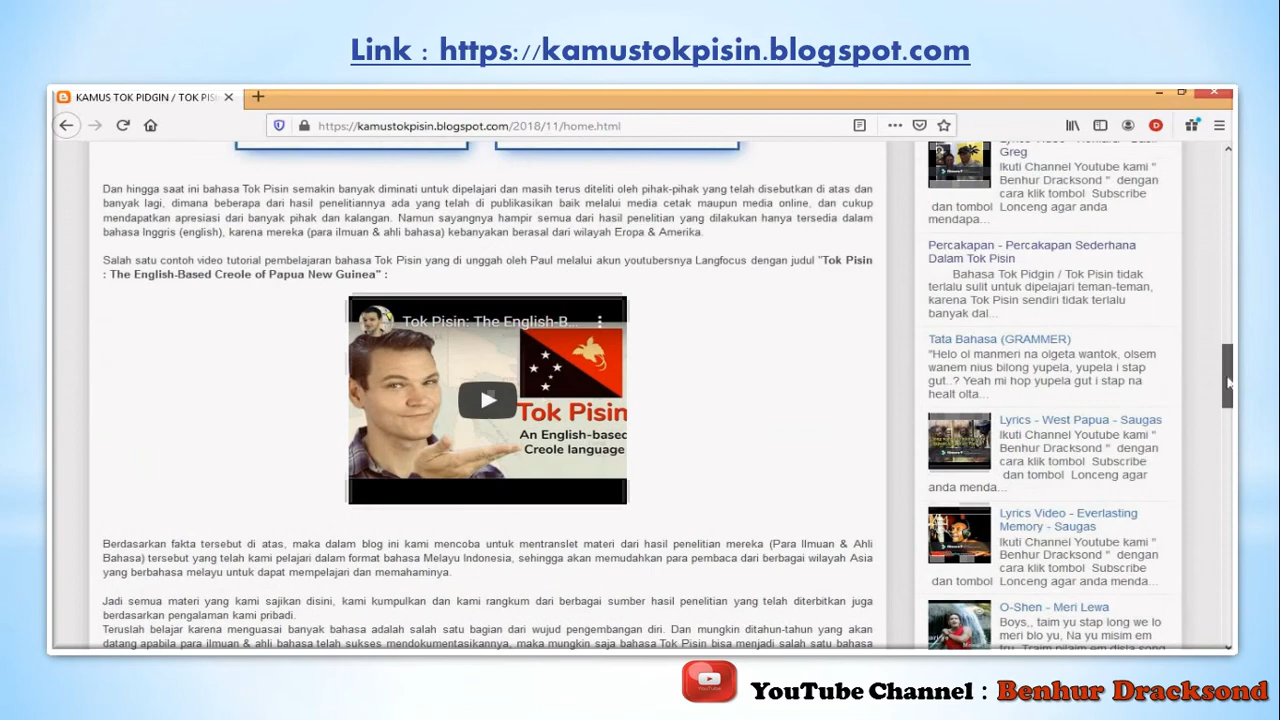 Link : https://kamustokpisin.blogspot.com
KAMUS TOK PIDGIN / TOK PISI
https://kamustokpisin.blogspot.com/2018/11/home.html
Dan hingga saat ini bahasa Tok Pisin semakin banyak diminati untuk dipelajari dan masih terus diteliti oleh pihak-pihak yang telah disebutkan di atas dan
banyak lagi, dimana beberapa dari hasil penelitiannya ada yang telah di publikasikan baik melalui media cetak maupun media online, dan cukup
mendapatkan apresiasi dari banyak pihak dan kalangan. Namun sayangnya hampir semua dari hasil penelitian yang dilakukan hanya tersedia dalam
bahasa Inggris (english), karena mereka (para ilmuan & ahli bahasa) kebanyakan berasal dari wilayah Eropa & Amerika.
Salah satu contoh video tutorial pembelajaran bahasa Tok Pisin yang di unggah oleh Paul melalui akun youtubersnya Langfocus dengan judul "Tok Pisin
: The English-Based Creole of Papua New Guinea" :
Tok Pisin: The English-B...
Tok Pisin
An English-based
Creole language
Berdasarkan fakta tersebut di atas, maka dalam blog ini kami mencoba untuk mentranslet materi dari hasil penelitian mereka (Para Ilmuan & Ahli
Bahasa) tersebut yang telah kami pelajari dalam format bahasa Melayu Indonesia, sehingga akan memudahkan para pembaca dari berbagai wilayah Asia
yang berbahasa melayu untuk dapat mempelajari dan memahaminya.
Jadi semua materi yang kami sajikan disini, kami kumpulkan dan kami rangkum dari berbagai sumber hasil penelitian yang telah diterbitkan juga
berdasarkan pengalaman kami pribadi.
Teruslah belajar karena menguasai banyak bahasa adalah salah satu bagian dari wujud pengembangan diri. Dan mungkin ditahun-tahun yang akan
datang apabila para ilmuan & ahli bahasa telah sukses mendokumentasikannya, maka mungkin saja bahasa Tok Pisin bisa menjadi salah satu bahasa
Greg
Ikuti Channel Youtube kami "
Benhur Dracksond " dengan
cara klik tombol Subscribe
dan tombol Lonceng agar anda
mendapa...
Percakapan - Percakapan Sederhana
Dalam Tok Pisin
Bahasa Tok Pidgin / Tok Pisin tidak
terlalu sulit untuk dipelajari teman-teman,
karena Tok Pisin sendiri tidak terlalu
banyak dal...
Tata Bahasa (GRAMMER)
"Helo ol manmeri na olgeta wantok, olsem
wanem nius bilong yupela, yupela i stap
gut..? Yeah mi hop yupela gut i stap na
healt olta...
Lyrics - West Papua - Saugas
Ikuti Channel Youtube kami "
Benhur Dracksond " dengan
cara klik tombol Subscribe
dan tombol Lonceng agar
anda menda...
Lyrics Video - Everlasting
Memory - Saugas
Ikuti Channel Youtube kami "
Benhur Dracksond " dengan
cara klik tombol Subscribe
dan tombol Lonceng agar anda menda...
O-Shen - Meri Lewa
Boys,, taim yu stap long we lo
meri blo yu, Na yu misim em
tru. Traim pilaim em dista song
YouTube
YouTube Channel : Benhur Dracksond